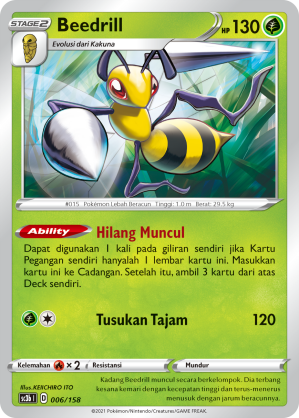 STAGE2
Beedrill
HP 130
Evolusi dari Kakuna
#015 Pokémon Lebah Beracun Tinggi: 1.0 m Berat: 29.5 kg
Ability
Hilang Muncul
Dapat digunakan 1 kali pada giliran sendiri jika Kartu
Pegangan sendiri hanyalah 1 lembar kartu ini. Masukkan
kartu ini ke Cadangan. Setelah itu, ambil 3 kartu dari atas
Deck sendiri.
Tusukan Tajam 120
Kelemahan × 2 Resistansi Mundur
Illus. KEIICHIRO ITO
sc3b I D 006/158
Kadang Beedrill muncul secara berkelompok. Dia terbang
kesana kemari dengan kecepatan tinggi dan terus-menerus
menusuk dengan jarum beracunnya.
©2021 Pokémon/Nintendo/Creatures/GAME FREAK